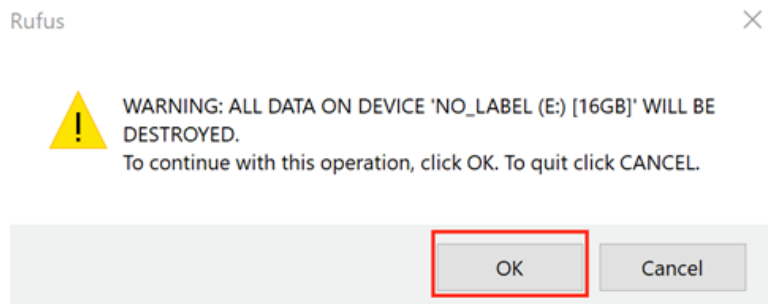 Rufus
WARNING: ALL DATA ON DEVICE 'NO_LABEL (E:) [16GB]' WILL BE
DESTROYED.
To continue with this operation, click OK. To quit click CANCEL.
OK
Cancel